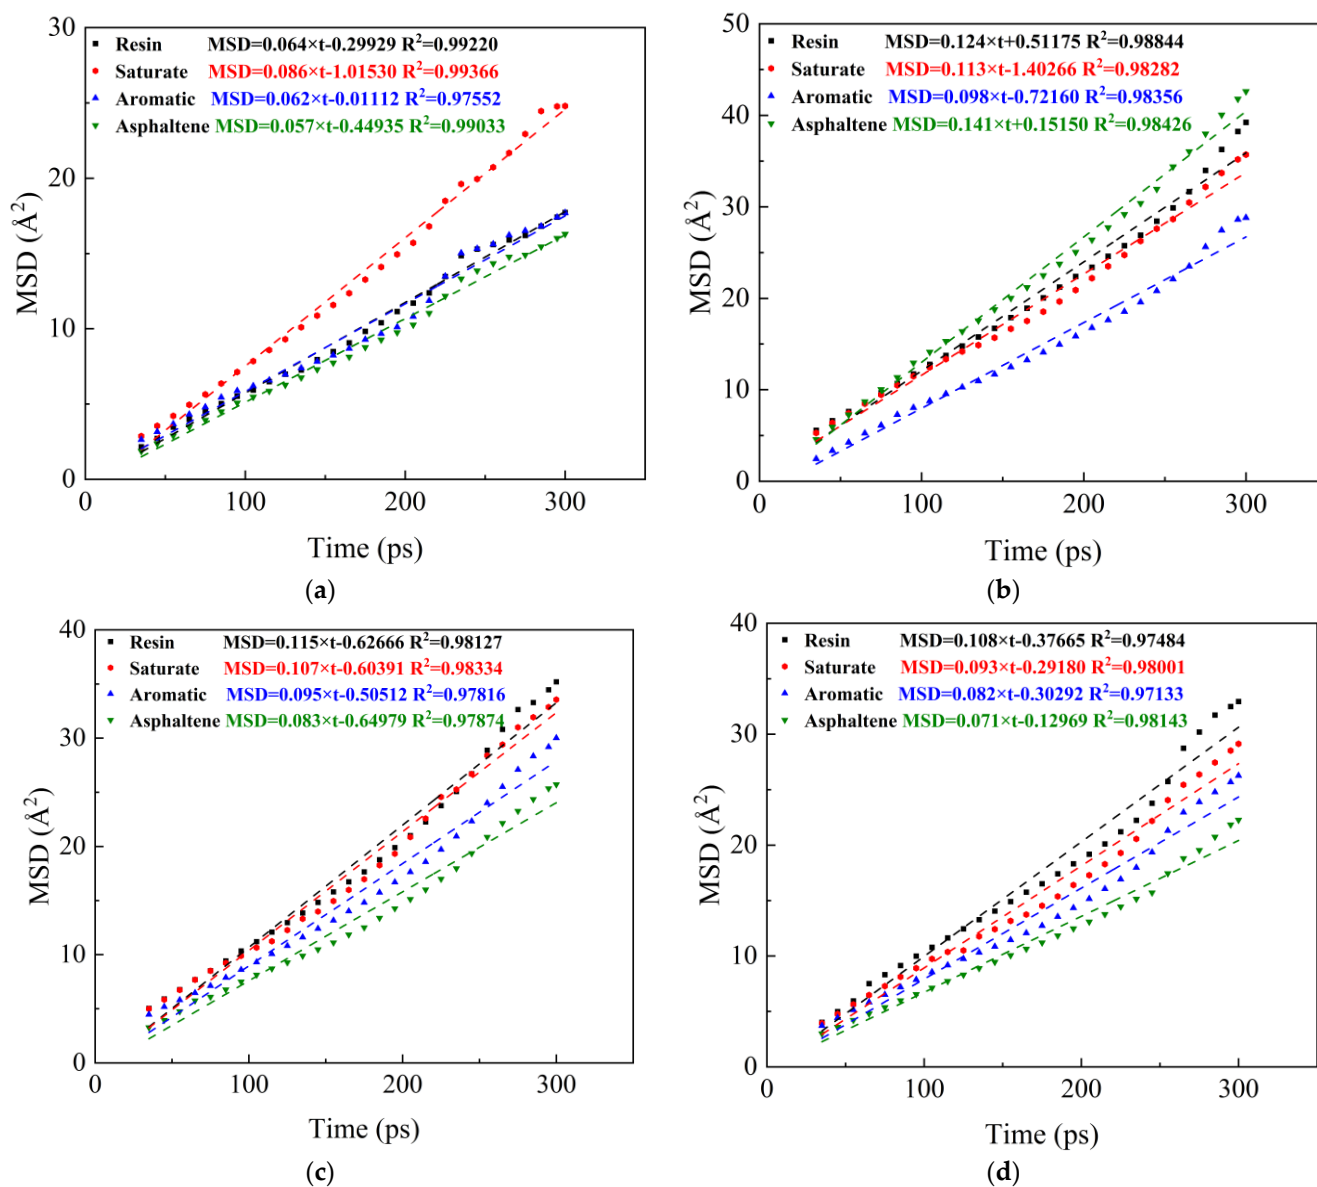 30
Resin MSD=0.064×t-0.29929 R²=0.99220
Saturate MSD=0.086×t-1.01530 R²=0.99366
Aromatic MSD=0.062×t-0.01112 R²=0.97552
Asphaltene MSD=0.057×t-0.44935 R²=0.99033
20
10
0
MSD (Å²)
0 100 200 300
Time (ps)
(a)
50
Resin MSD=0.124×t+0.51175 R²=0.98844
Saturate MSD=0.113×t-1.40266 R²=0.98282
Aromatic MSD=0.098×t-0.72160 R²=0.98356
Asphaltene MSD=0.141×t+0.15150 R²=0.98426
40
30
20
10
0
MSD (Å²)
0 100 200 300
Time (ps)
(b)
40
Resin MSD=0.115×t-0.62666 R²=0.98127
Saturate MSD=0.107×t-0.60391 R²=0.98334
Aromatic MSD=0.095×t-0.50512 R²=0.97816
Asphaltene MSD=0.083×t-0.64979 R²=0.97874
30
20
10
0
MSD (Å²)
0 100 200 300
Time (ps)
(c)
40
Resin MSD=0.108×t-0.37665 R²=0.97484
Saturate MSD=0.093×t-0.29180 R²=0.98001
Aromatic MSD=0.082×t-0.30292 R²=0.97133
Asphaltene MSD=0.071×t-0.12969 R²=0.98143
30
20
10
0
MSD (Å²)
0 100 200 300
Time (ps)
(d)